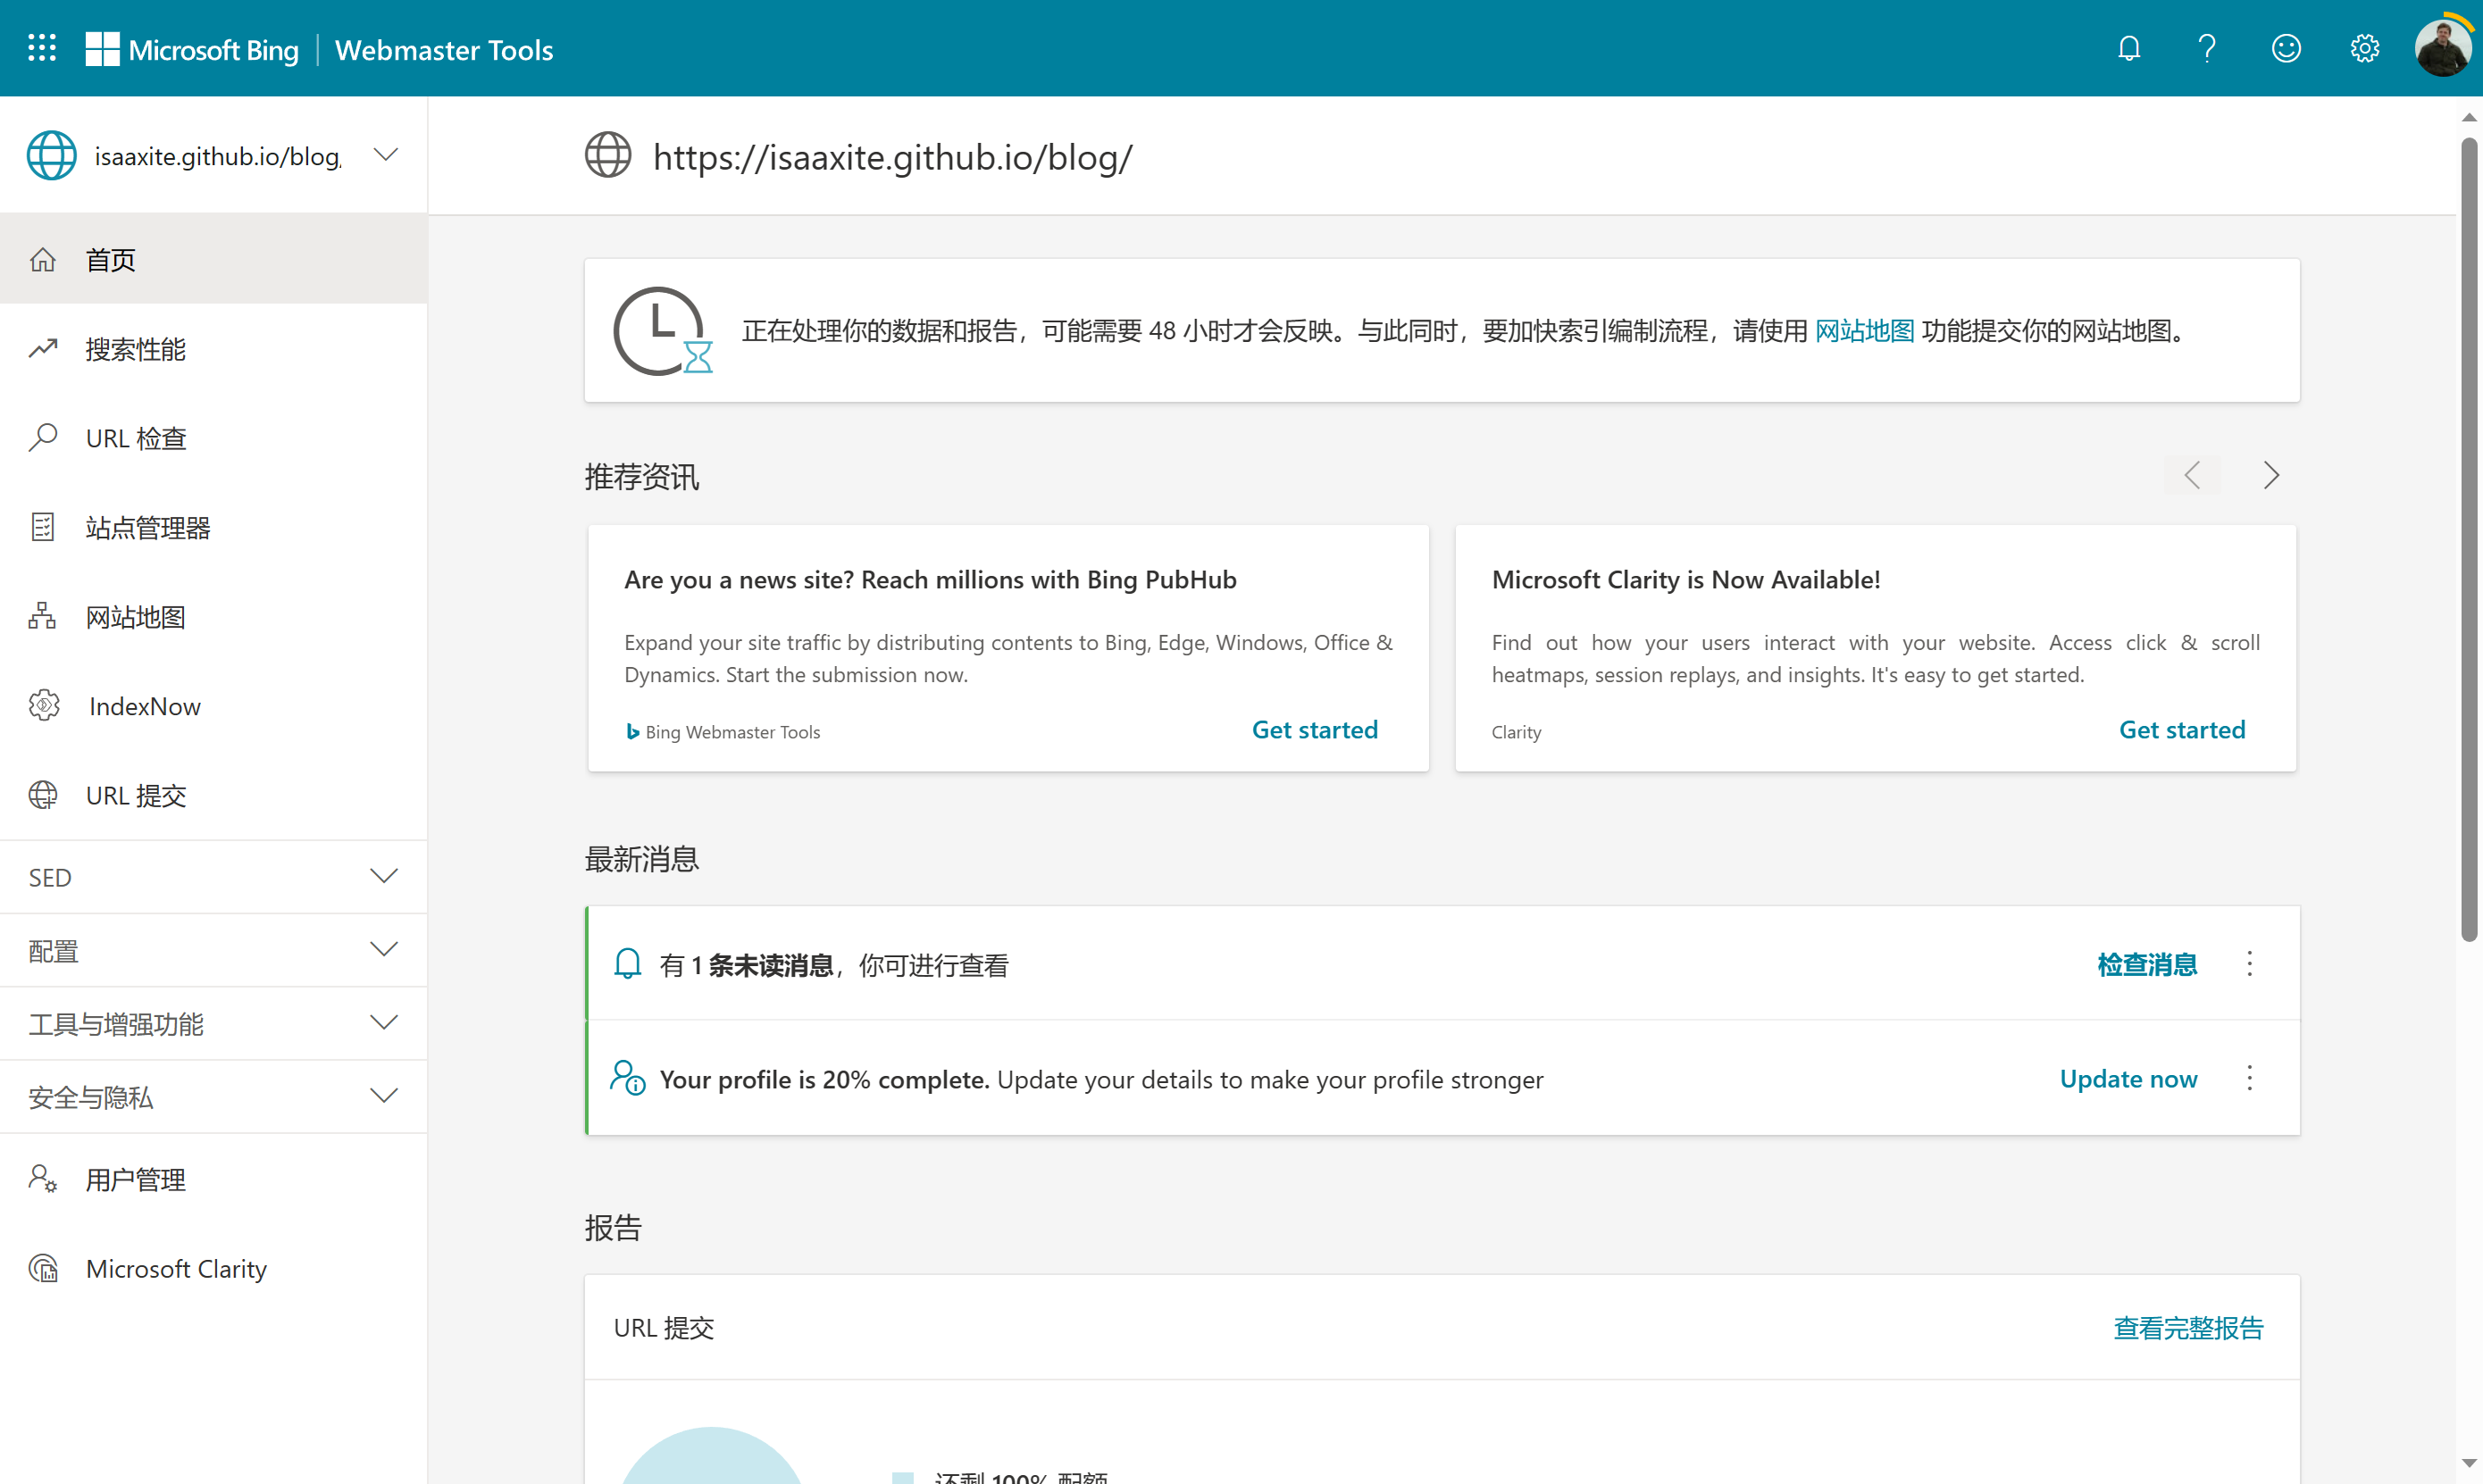 Microsoft Bing | Webmaster Tools
isaaxite.github.io/blog/
https://isaaxite.github.io/blog/
首页
搜索性能
URL 检查
站点管理器
网站地图
IndexNow
URL 提交
SED
配置
工具与增强功能
安全与隐私
用户管理
Microsoft Clarity
正在处理你的数据和报告，可能需要 48 小时才会反映。与此同时，要加快索引编制流程，请使用 网站地图 功能提交你的网站地图。
推荐资讯
Are you a news site? Reach millions with Bing PubHub
Expand your site traffic by distributing contents to Bing, Edge, Windows, Office &
Dynamics. Start the submission now.
Bing Webmaster Tools
Get started
Microsoft Clarity is Now Available!
Find out how your users interact with your website. Access click & scroll
heatmaps, session replays, and insights. It's easy to get started.
Clarity
Get started
最新消息
有 1 条未读消息，你可进行查看
检查消息
Your profile is 20% complete. Update your details to make your profile stronger
Update now
报告
URL 提交
查看完整报告
还剩 100% 配额